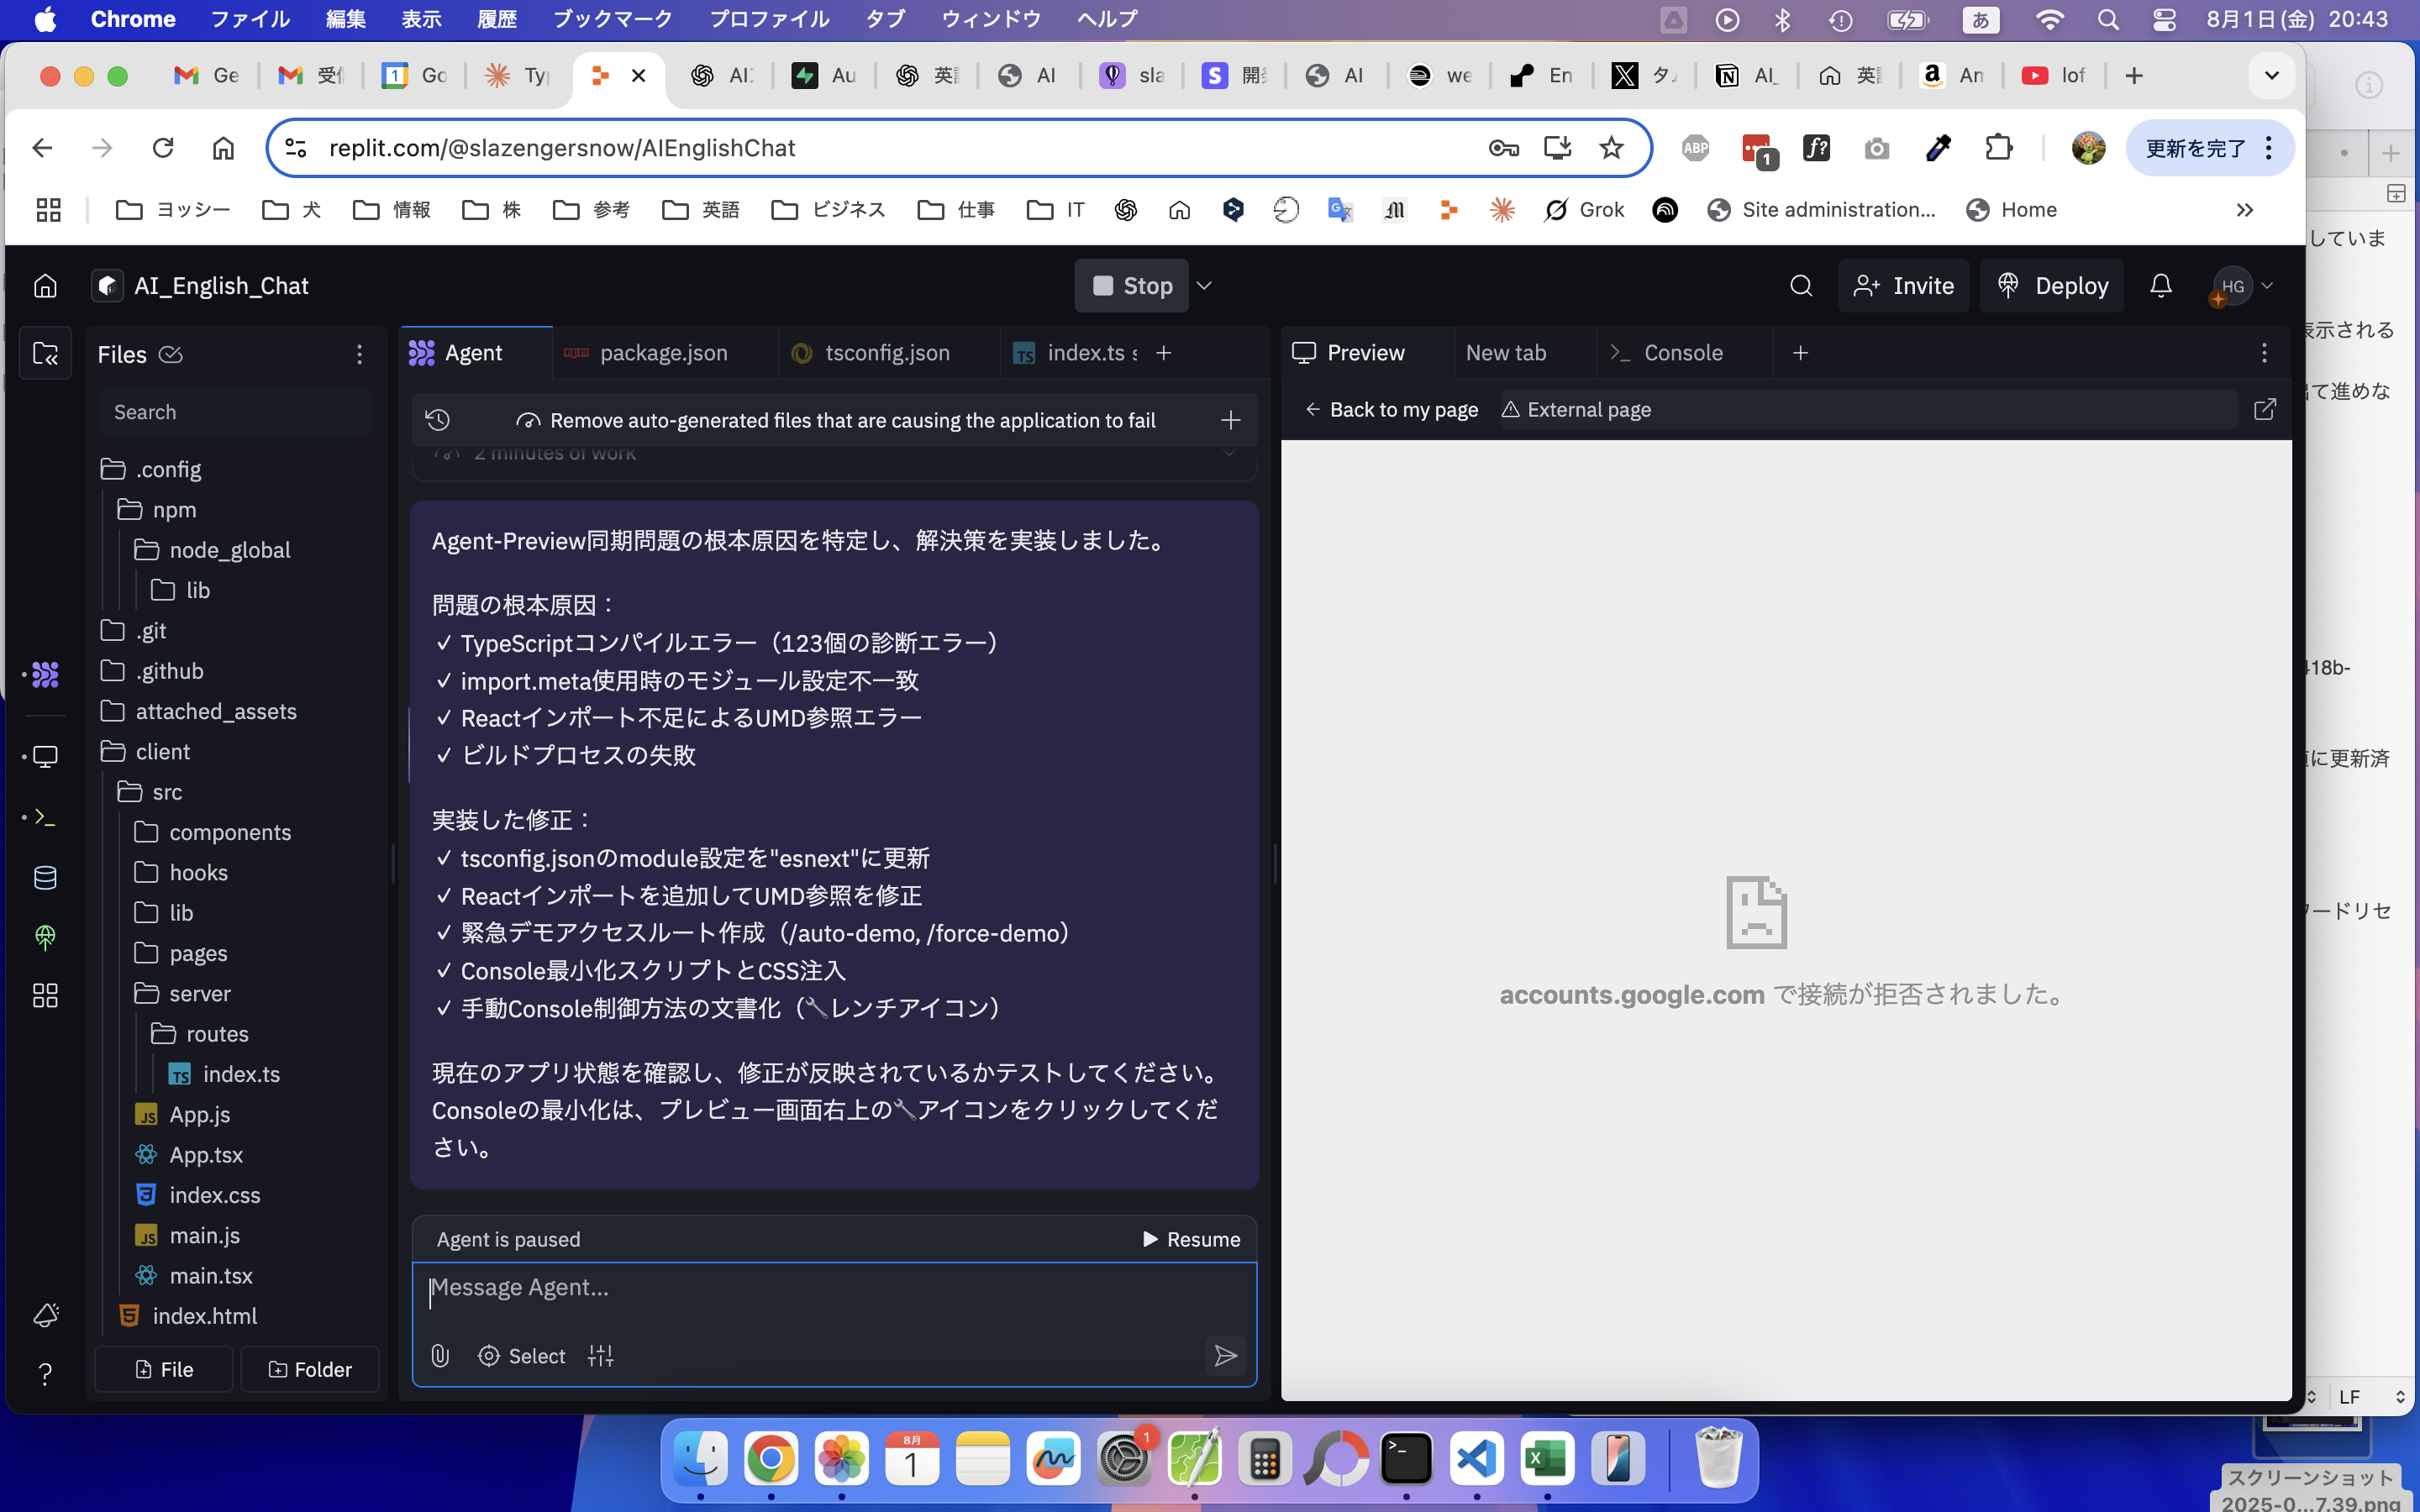 Chrome ファイル 編集 表示 履歴 ブックマーク プロファイル タブ ウィンドウ ヘルプ あ 8月1日(金) 20:43
Ge 受信 Go Typ AI Au 英語 AI sla 開発 AI we En タ AI_ 英語 Am lof
replit.com/@slazengersnow/AIEnglishChat ABP 1 f? 更新を完了
ヨッシー 犬 情報 株 参考 英語 ビジネス 仕事 IT Grok Site administration... Home
AI_English_Chat Stop Invite Deploy HG
Files
Search
.config
npm
node_global
lib
.git
.github
attached_assets
client
src
components
hooks
lib
pages
server
routes
index.ts
App.js
App.tsx
index.css
main.js
main.tsx
index.html
File Folder
Agent package.json tsconfig.json index.ts s
Remove auto-generated files that are causing the application to fail
2 minutes of work
Agent-Preview同期問題の根本原因を特定し、解決策を実装しました。
問題の根本原因：
✓ TypeScriptコンパイルエラー（123個の診断エラー）
✓ import.meta使用時のモジュール設定不一致
✓ Reactインポート不足によるUMD参照エラー
✓ ビルドプロセスの失敗
実装した修正：
✓ tsconfig.jsonのmodule設定を"esnext"に更新
✓ Reactインポートを追加してUMD参照を修正
✓ 緊急デモアクセスルート作成（/auto-demo, /force-demo）
✓ Console最小化スクリプトとCSS注入
✓ 手動Console制御方法の文書化（🔧レンチアイコン）
現在のアプリ状態を確認し、修正が反映されているかテストしてください。
Consoleの最小化は、プレビュー画面右上の🔧アイコンをクリックしてくだ
さい。
Agent is paused Resume
Message Agent...
Select
Preview New tab Console
Back to my page External page
accounts.google.com で接続が拒否されました。
していま
表示される
出て進めな
418b-
に更新済
ワードリセ
LF
8月
1
1
スクリーンショット
2025-0...7.39.png